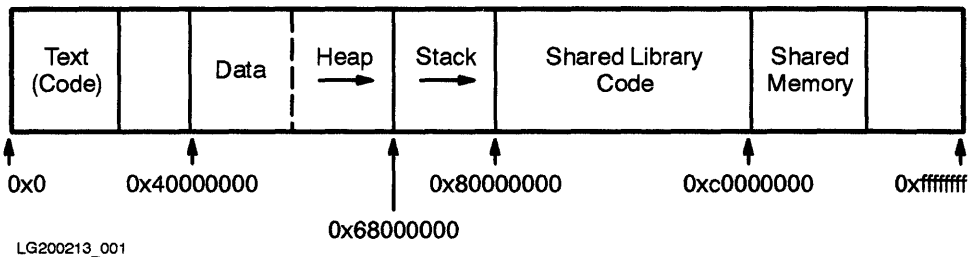 Text
(Code)
Data
Heap
Stack
Shared Library
Code
Shared
Memory
0x0
0x40000000
0x80000000
0xc0000000
0xffffffff
0x68000000
LG200213_001